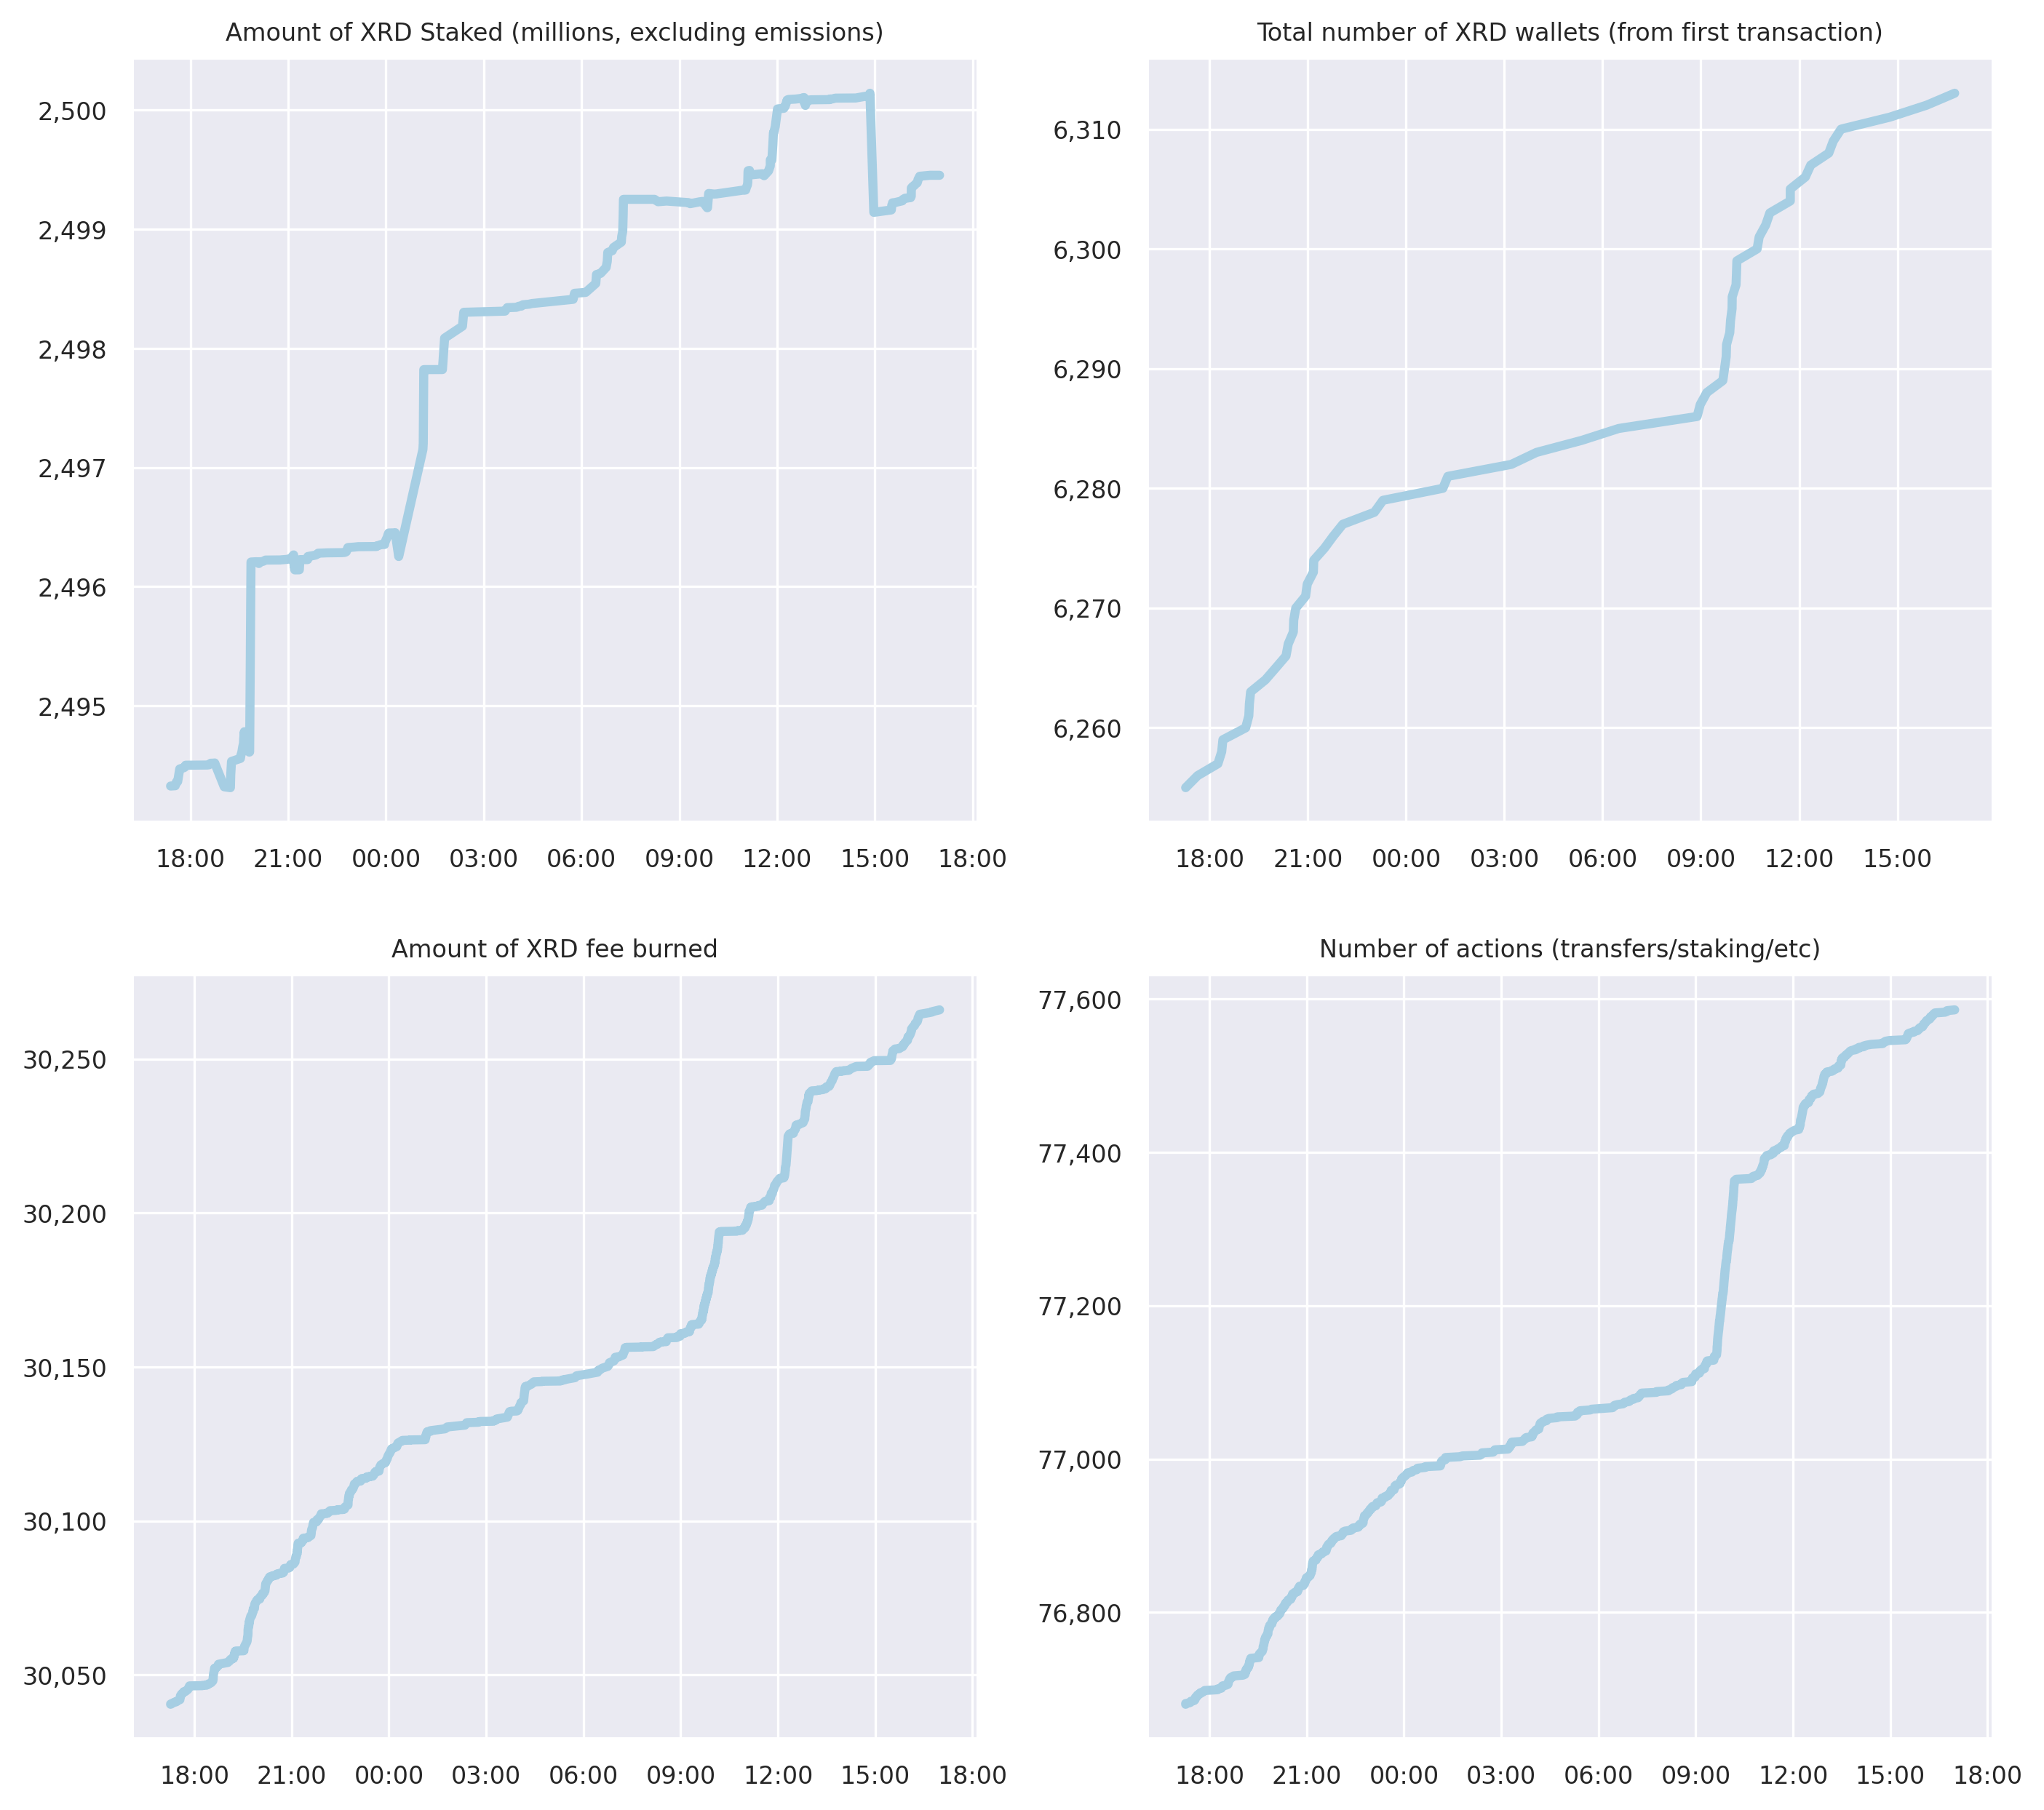 Amount of XRD Staked (millions, excluding emissions)
2,500
2,499
2,498
2,497
2,496
2,495
18:00 21:00 00:00 03:00 06:00 09:00 12:00 15:00 18:00
Total number of XRD wallets (from first transaction)
6,310
6,300
6,290
6,280
6,270
6,260
18:00 21:00 00:00 03:00 06:00 09:00 12:00 15:00
Amount of XRD fee burned
30,250
30,200
30,150
30,100
30,050
18:00 21:00 00:00 03:00 06:00 09:00 12:00 15:00 18:00
Number of actions (transfers/staking/etc)
77,600
77,400
77,200
77,000
76,800
18:00 21:00 00:00 03:00 06:00 09:00 12:00 15:00 18:00